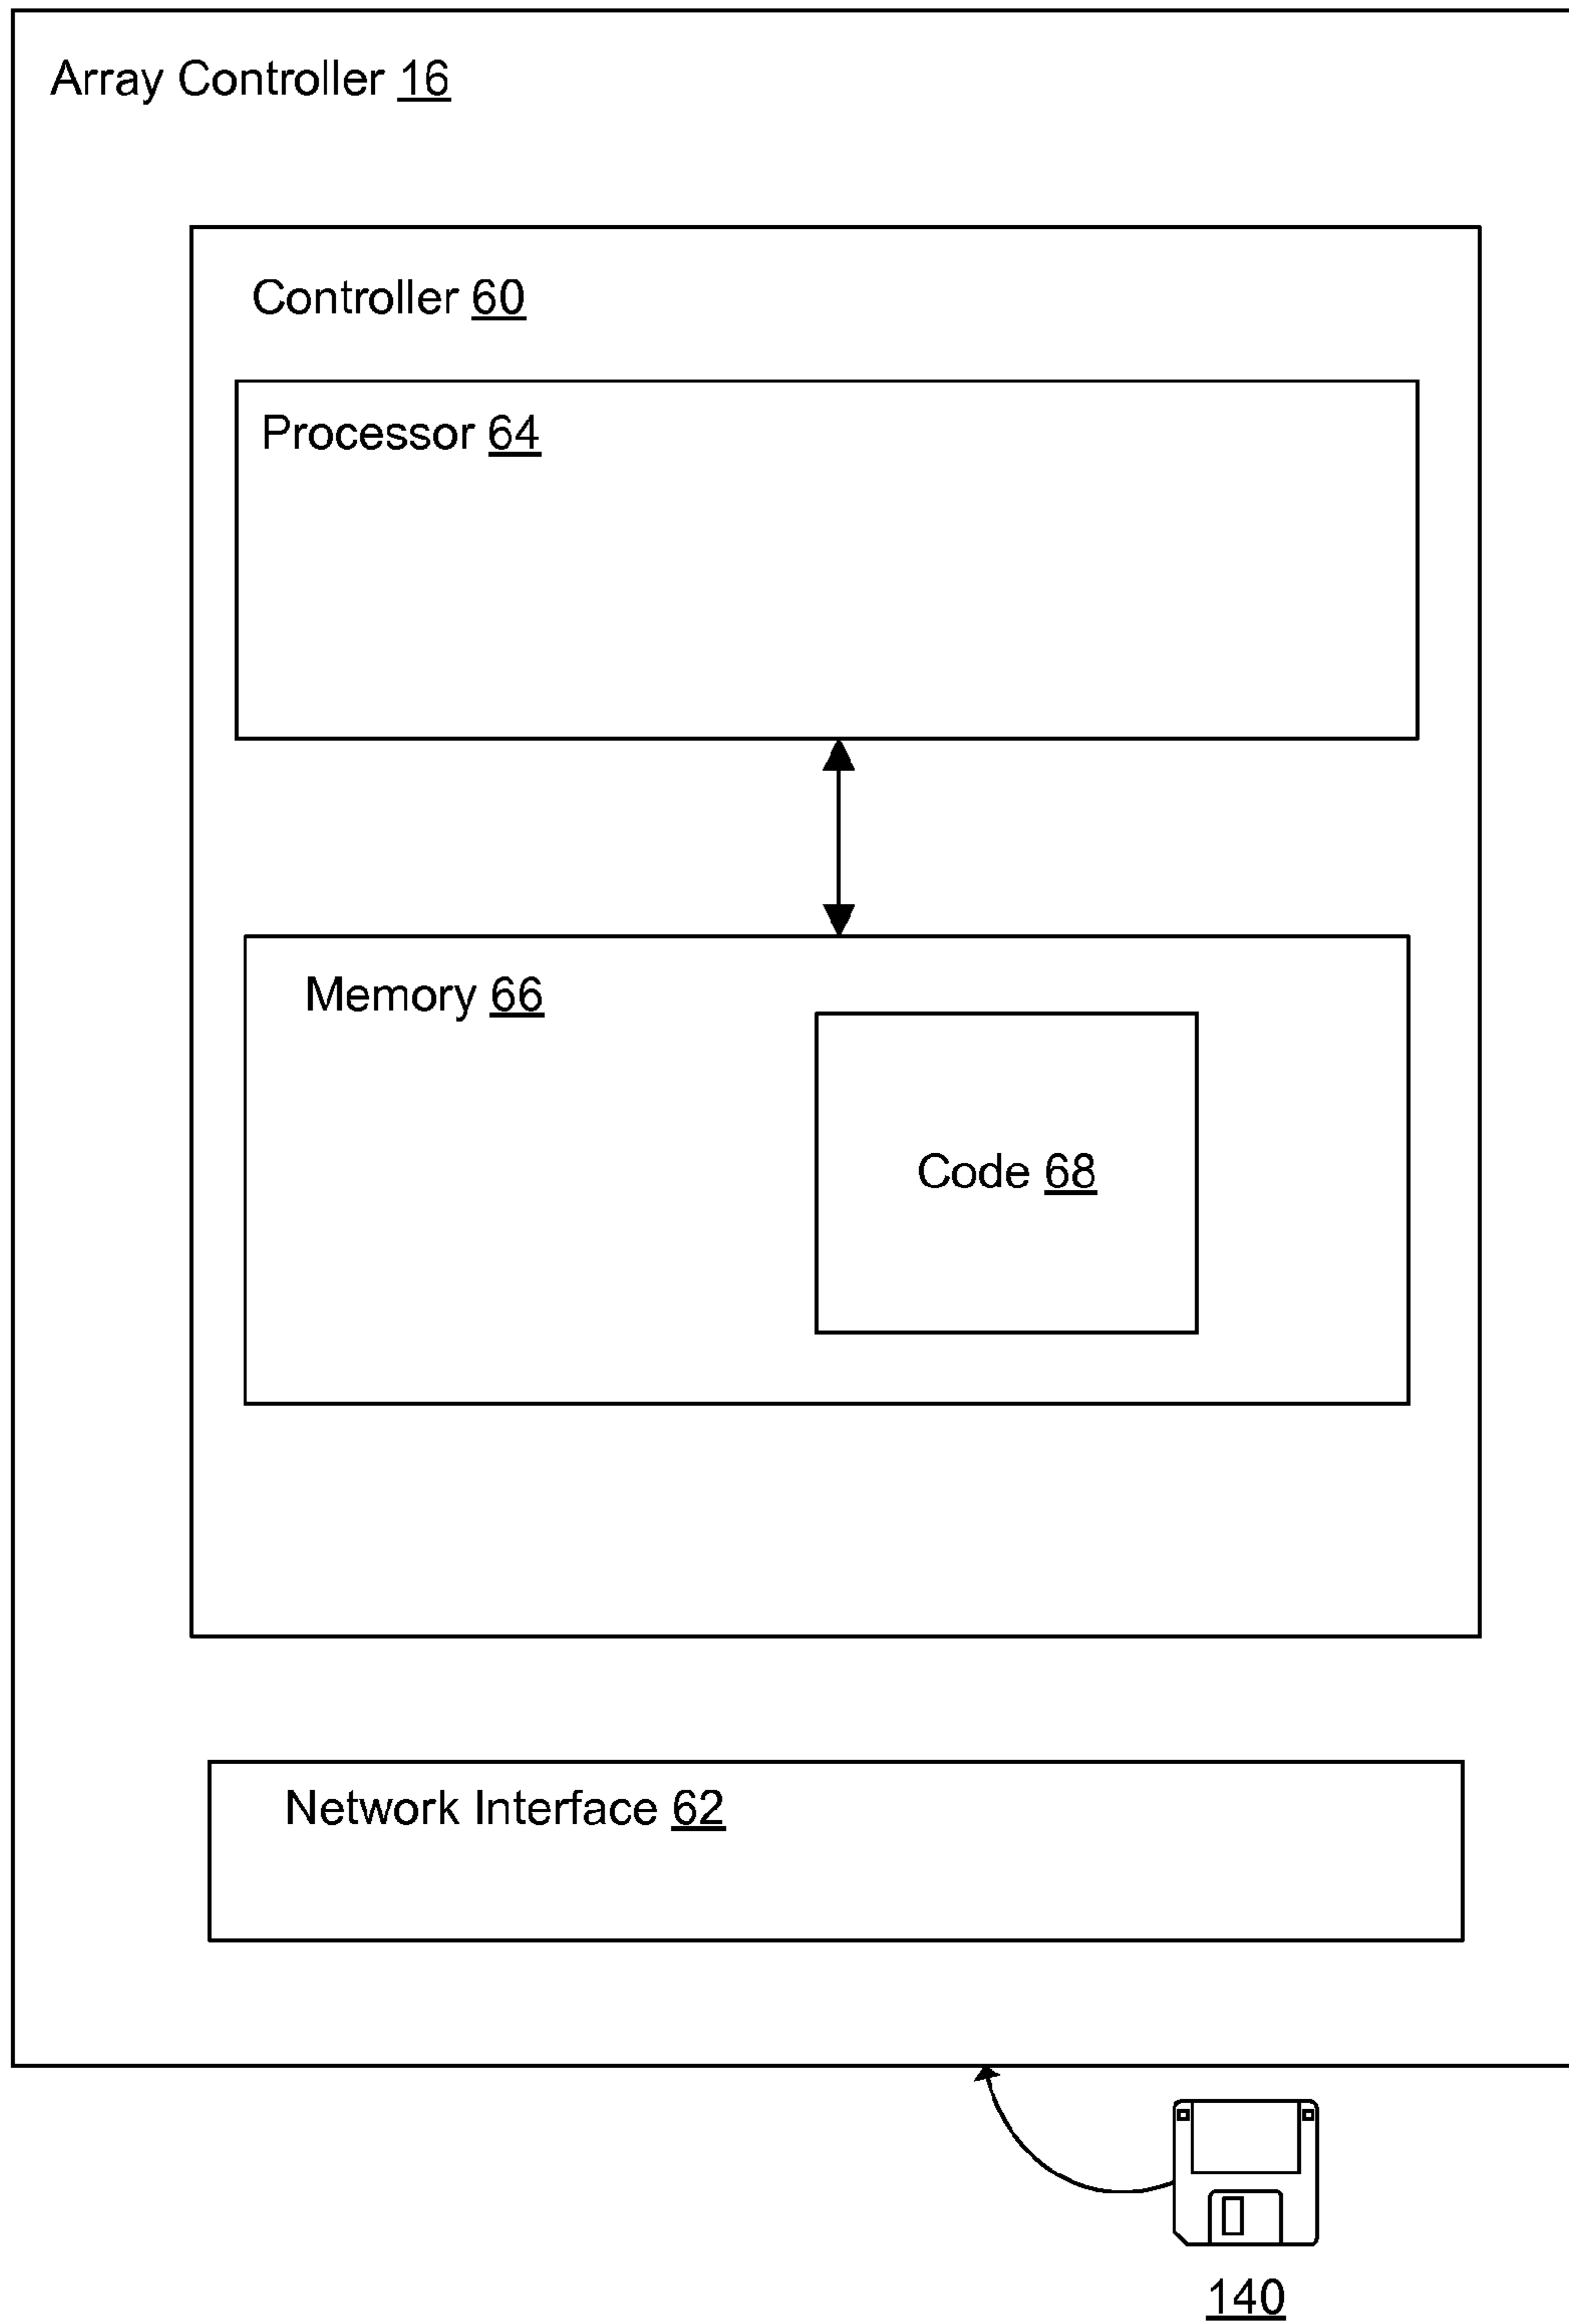 Array Controller 16
Controller 60
Processor 64
Memory 66
Code 68
Network Interface 62
140